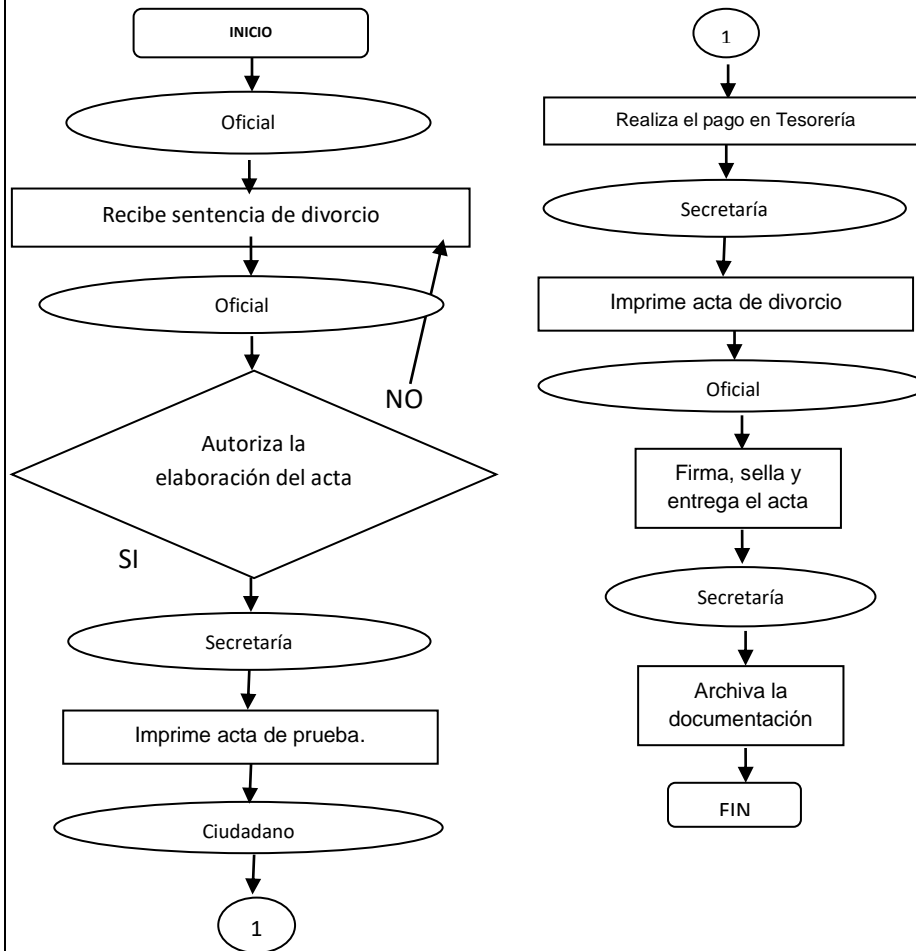 INICIO
Oficial
Recibe sentencia de divorcio
Oficial
NO
Autoriza la
elaboración del acta
SI
Secretaría
Imprime acta de prueba.
Ciudadano
1
1
Realiza el pago en Tesorería
Secretaría
Imprime acta de divorcio
Oficial
Firma, sella y
entrega el acta
Secretaría
Archiva la
documentación
FIN